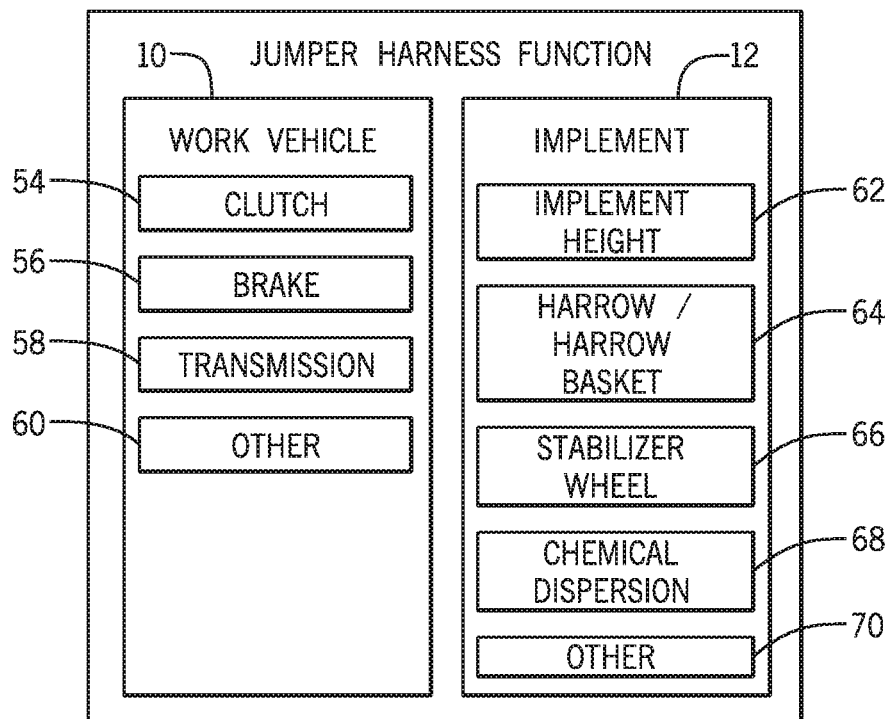 JUMPER HARNESS FUNCTION
10
12
WORK VEHICLE
54
CLUTCH
56
BRAKE
58
TRANSMISSION
60
OTHER
IMPLEMENT
62
IMPLEMENT
HEIGHT
64
HARROW /
HARROW
BASKET
66
STABILIZER
WHEEL
68
CHEMICAL
DISPERSION
70
OTHER